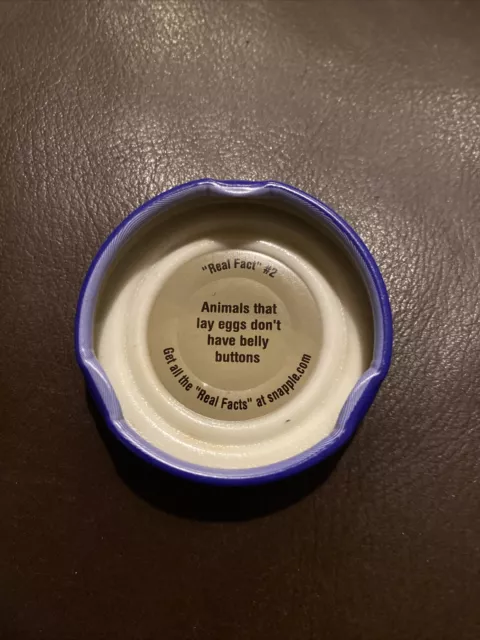 "Real Fact" #2
Animals that
lay eggs don't
have belly
buttons
Get all the "Real Facts" at snapple.com